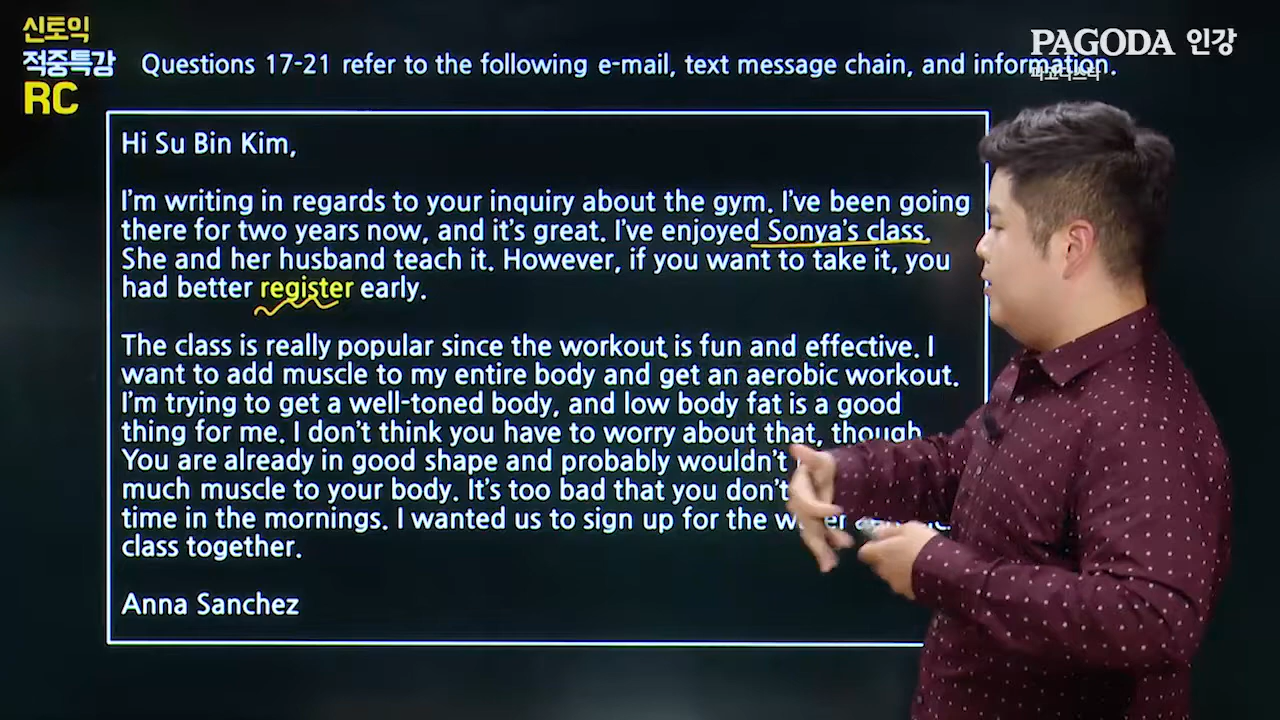 신토익
적중특강
RC
PAGODA 인강
파고다스타
Questions 17-21 refer to the following e-mail, text message chain, and information.
Hi Su Bin Kim,
I'm writing in regards to your inquiry about the gym. I've been going
there for two years now, and it's great. I've enjoyed Sonya's class.
She and her husband teach it. However, if you want to take it, you
had better register early.
The class is really popular since the workout is fun and effective. I
want to add muscle to my entire body and get an aerobic workout.
I'm trying to get a well-toned body, and low body fat is a good
thing for me. I don't think you have to worry about that, though
You are already in good shape and probably wouldn't
much muscle to your body. It's too bad that you don't
time in the mornings. I wanted us to sign up for the
class together.
Anna Sanchez